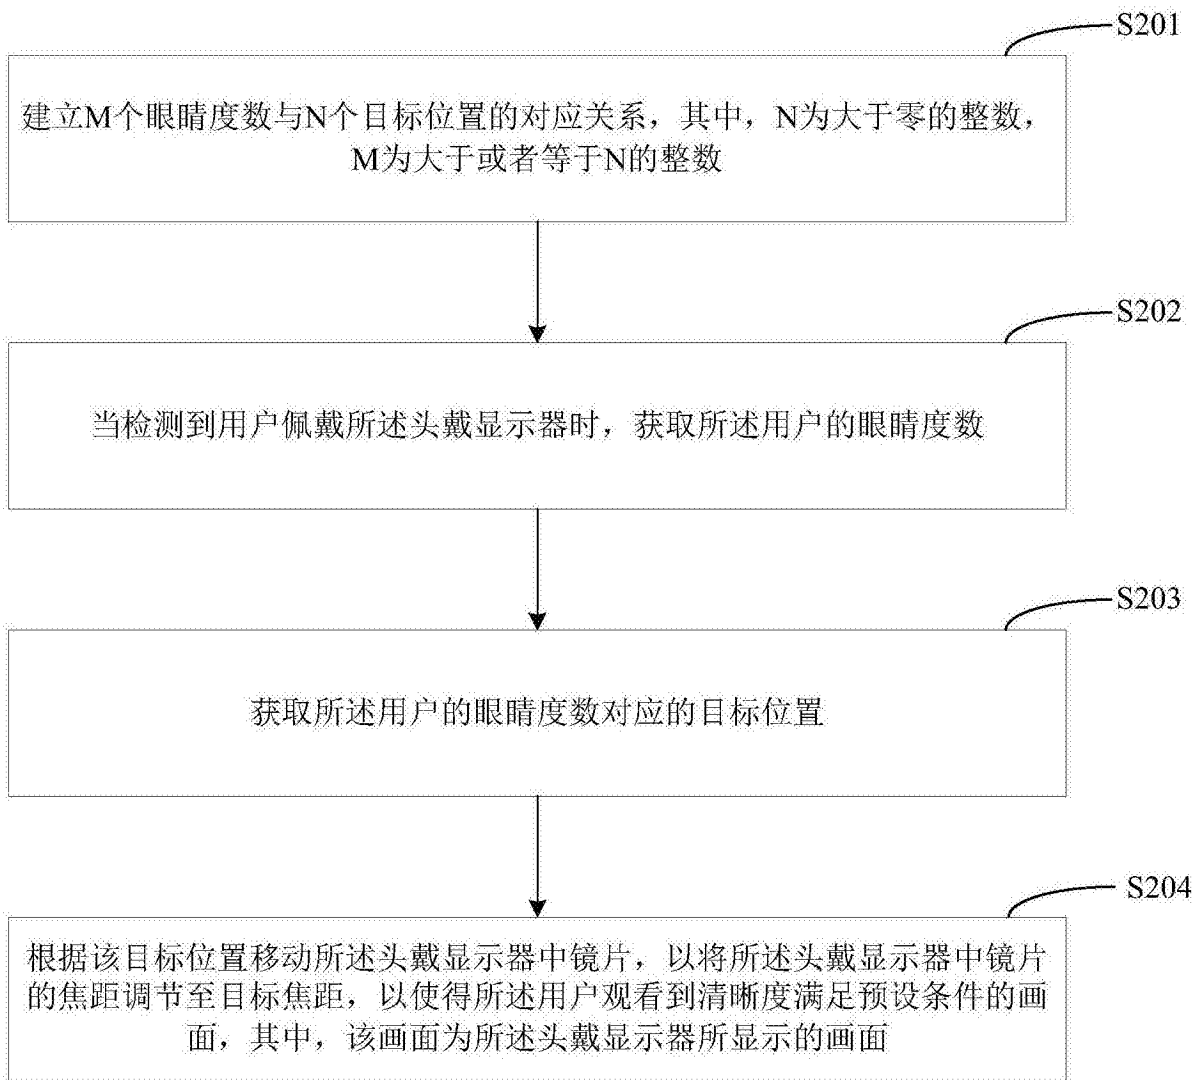 S201
建立M个眼睛度数与N个目标位置的对应关系，其中，N为大于零的整数，
M为大于或者等于N的整数
S202
当检测到用户佩戴所述头戴显示器时，获取所述用户的眼睛度数
S203
获取所述用户的眼睛度数对应的目标位置
S204
根据该目标位置移动所述头戴显示器中镜片，以将所述头戴显示器中镜片
的焦距调节至目标焦距，以使得所述用户观看到清晰度满足预设条件的画
面，其中，该画面为所述头戴显示器所显示的画面